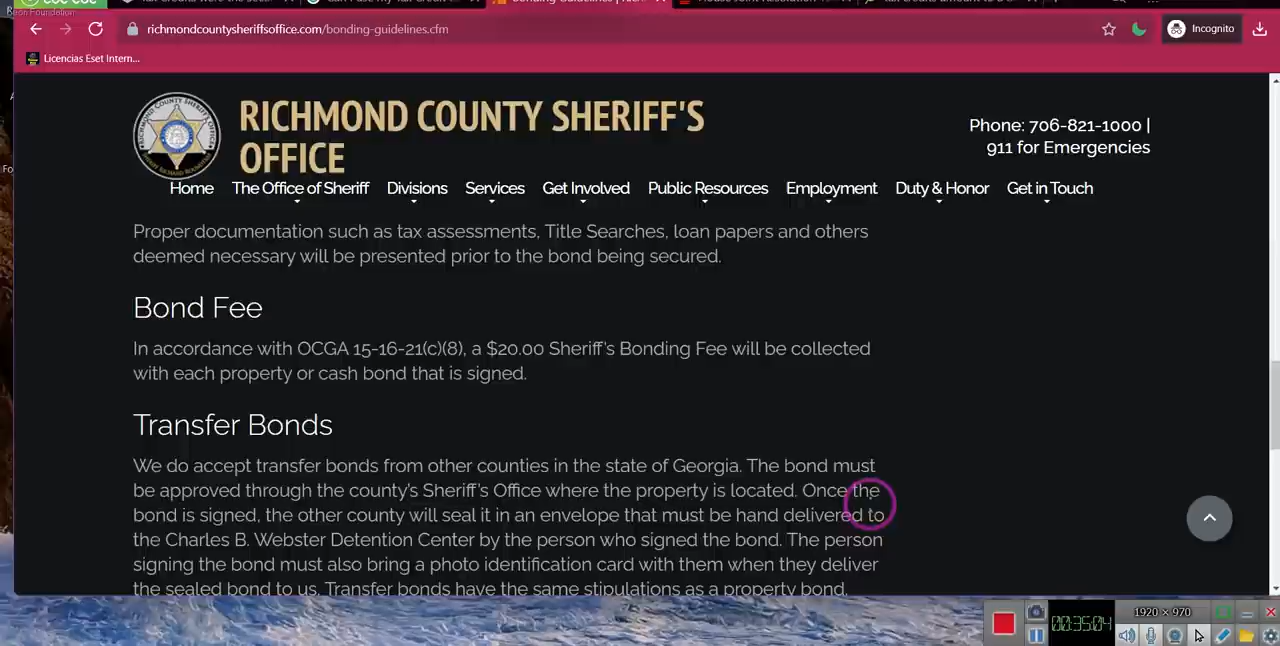 richmondcountysheriffsoffice.com/bonding-guidelines.cfm
Incognito
Licencias Eset Intern...
RICHMOND COUNTY SHERIFF'S
OFFICE
Phone: 706-821-1000 |
911 for Emergencies
Home The Office of Sheriff Divisions Services Get Involved Public Resources Employment Duty & Honor Get in Touch
Proper documentation such as tax assessments, Title Searches, loan papers and others
deemed necessary will be presented prior to the bond being secured.
Bond Fee
In accordance with OCGA 15-16-21(c)(8), a $20.00 Sheriff's Bonding Fee will be collected
with each property or cash bond that is signed.
Transfer Bonds
We do accept transfer bonds from other counties in the state of Georgia. The bond must
be approved through the county's Sheriff's Office where the property is located. Once the
bond is signed, the other county will seal it in an envelope that must be hand delivered to
the Charles B. Webster Detention Center by the person who signed the bond. The person
signing the bond must also bring a photo identification card with them when they deliver
the sealed bond to us. Transfer bonds have the same stipulations as a property bond.
1920 × 970
00:35:04